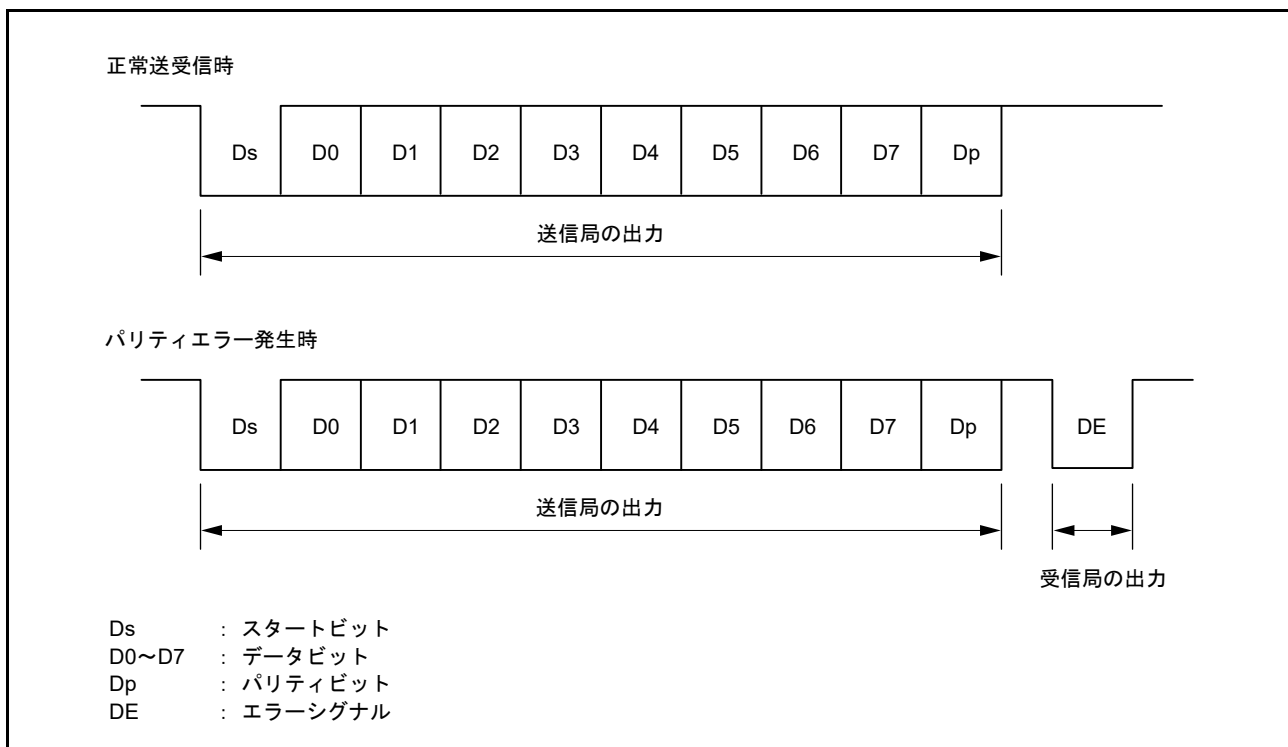 正常送受信時
Ds D0 D1 D2 D3 D4 D5 D6 D7 Dp
送信局の出力
パリティエラー発生時
Ds D0 D1 D2 D3 D4 D5 D6 D7 Dp DE
送信局の出力
受信局の出力
Ds : スタートビット
D0～D7 : データビット
Dp : パリティビット
DE : エラーシグナル